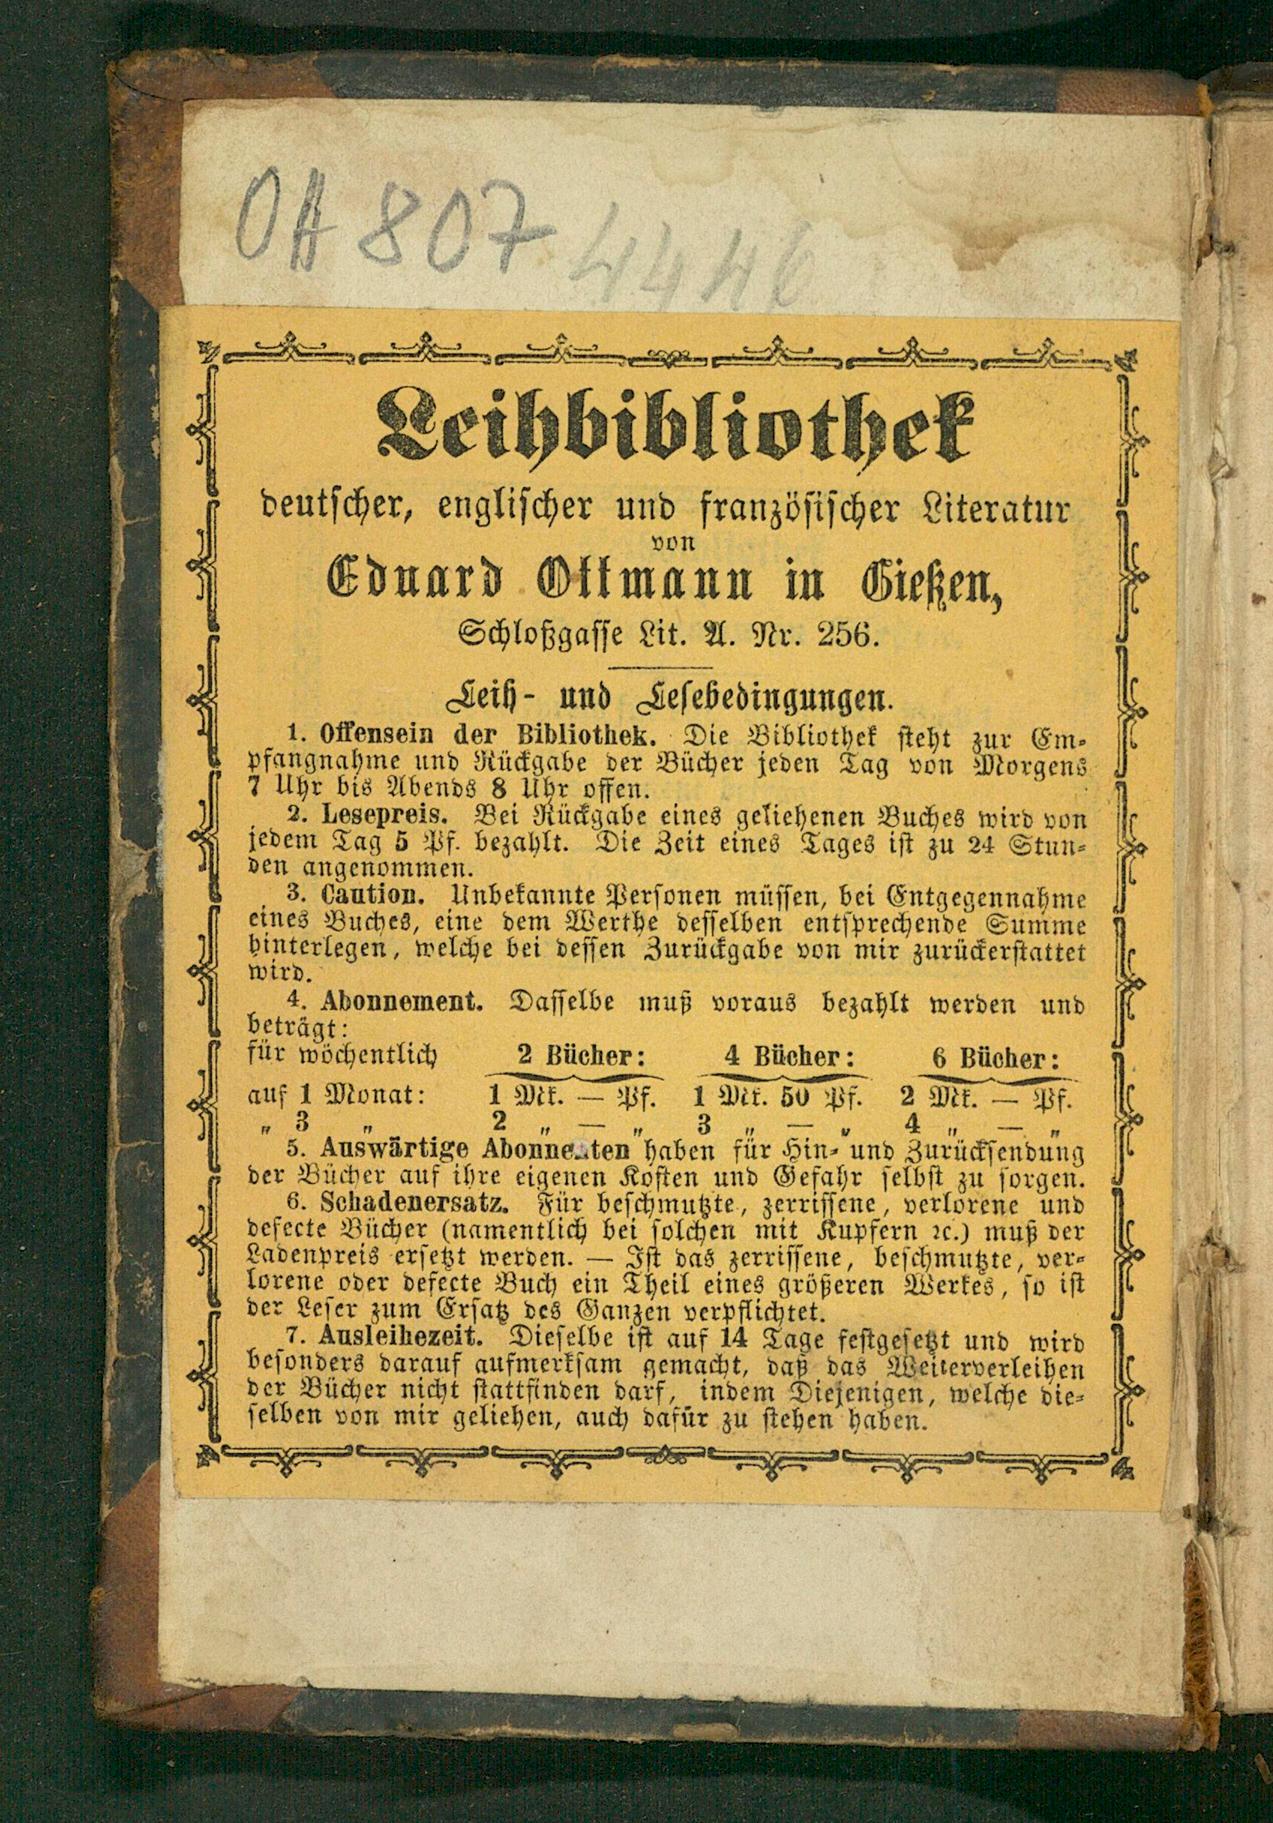 OA 807 4446
Leihbibliothek
deutscher, englischer und französischer Literatur
von
Eduard Ottmann in Gießen,
Schloßgasse Lit. A. Nr. 256.
Leih- und Lesebedingungen.
1. Offensein der Bibliothek. Die Bibliothek steht zur Em-
pfangnahme und Rückgabe der Bücher jeden Tag von Morgens
7 Uhr bis Abends 8 Uhr offen.
2. Lesepreis. Bei Rückgabe eines geliehenen Buches wird von
jedem Tag 5 Pf. bezahlt. Die Zeit eines Tages ist zu 24 Stun-
den angenommen.
3. Caution. Unbekannte Personen müssen, bei Entgegennahme
eines Buches, eine dem Werthe desselben entsprechende Summe
hinterlegen, welche bei dessen Zurückgabe von mir zurückerstattet
wird.
4. Abonnement. Dasselbe muß voraus bezahlt werden und
beträgt:
für wöchentlich 2 Bücher: 4 Bücher: 6 Bücher:
auf 1 Monat: 1 Mk. — Pf. 1 Mk. 50 Pf. 2 Mk. — Pf.
„ 3 „ 2 „ — „ 3 „ — „ 4 „ — „
5. Auswärtige Abonnenten haben für Hin- und Zurücksendung
der Bücher auf ihre eigenen Kosten und Gefahr selbst zu sorgen.
6. Schadenersatz. Für beschmutzte, zerrissene, verlorene und
defecte Bücher (namentlich bei solchen mit Kupfern ꝛc.) muß der
Ladenpreis ersetzt werden. — Ist das zerrissene, beschmutzte, ver-
lorene oder defecte Buch ein Theil eines größeren Werkes, so ist
der Leser zum Ersatz des Ganzen verpflichtet.
7. Ausleihezeit. Dieselbe ist auf 14 Tage festgesetzt und wird
besonders darauf aufmerksam gemacht, daß das Weiterverleihen
der Bücher nicht stattfinden darf, indem Diejenigen, welche die-
selben von mir geliehen, auch dafür zu stehen haben.